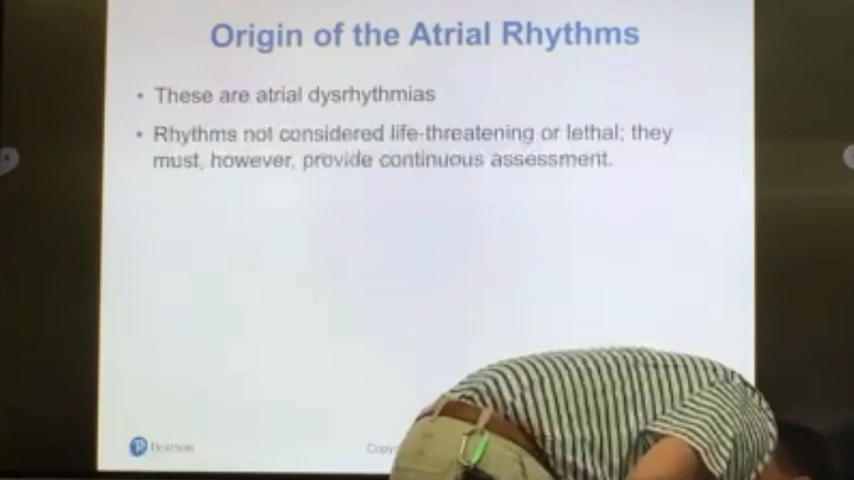 Origin of the Atrial Rhythms
• These are atrial dysrhythmias
• Rhythms not considered life-threatening or lethal; they
must, however, provide continuous assessment.
Pearson